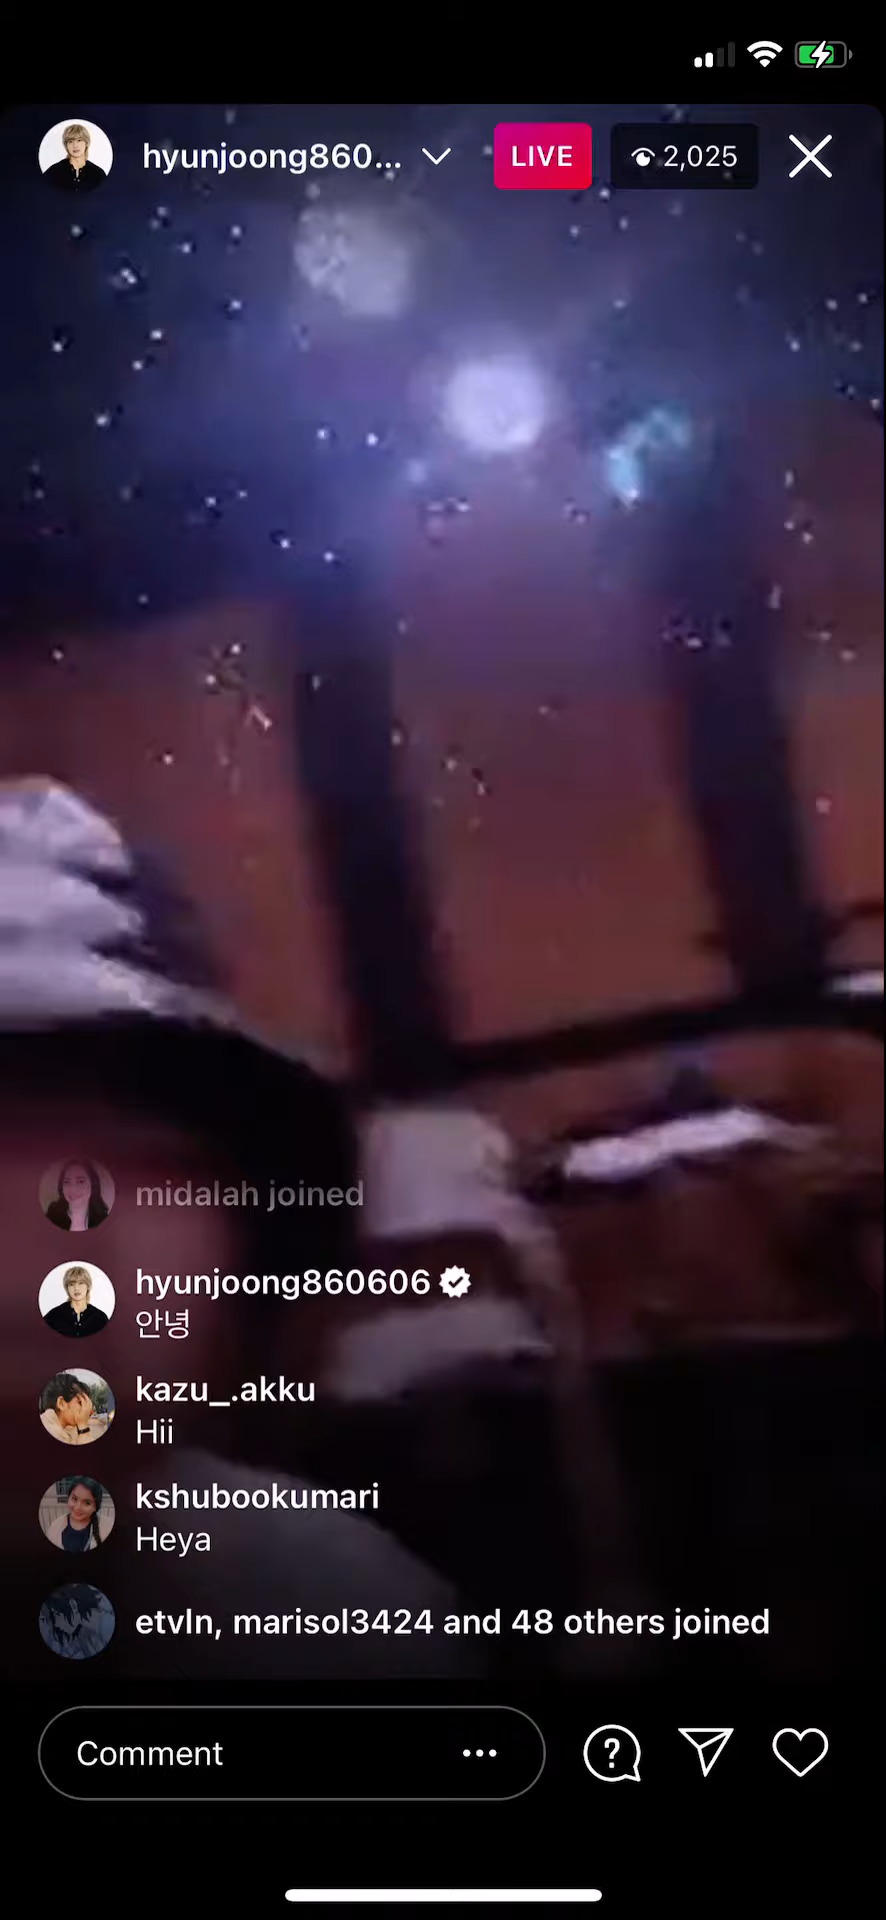 hyunjoong860... LIVE 2,025
midalah joined
hyunjoong860606
안녕
kazu_.akku
Hii
kshubookumari
Heya
etvln, marisol3424 and 48 others joined
Comment